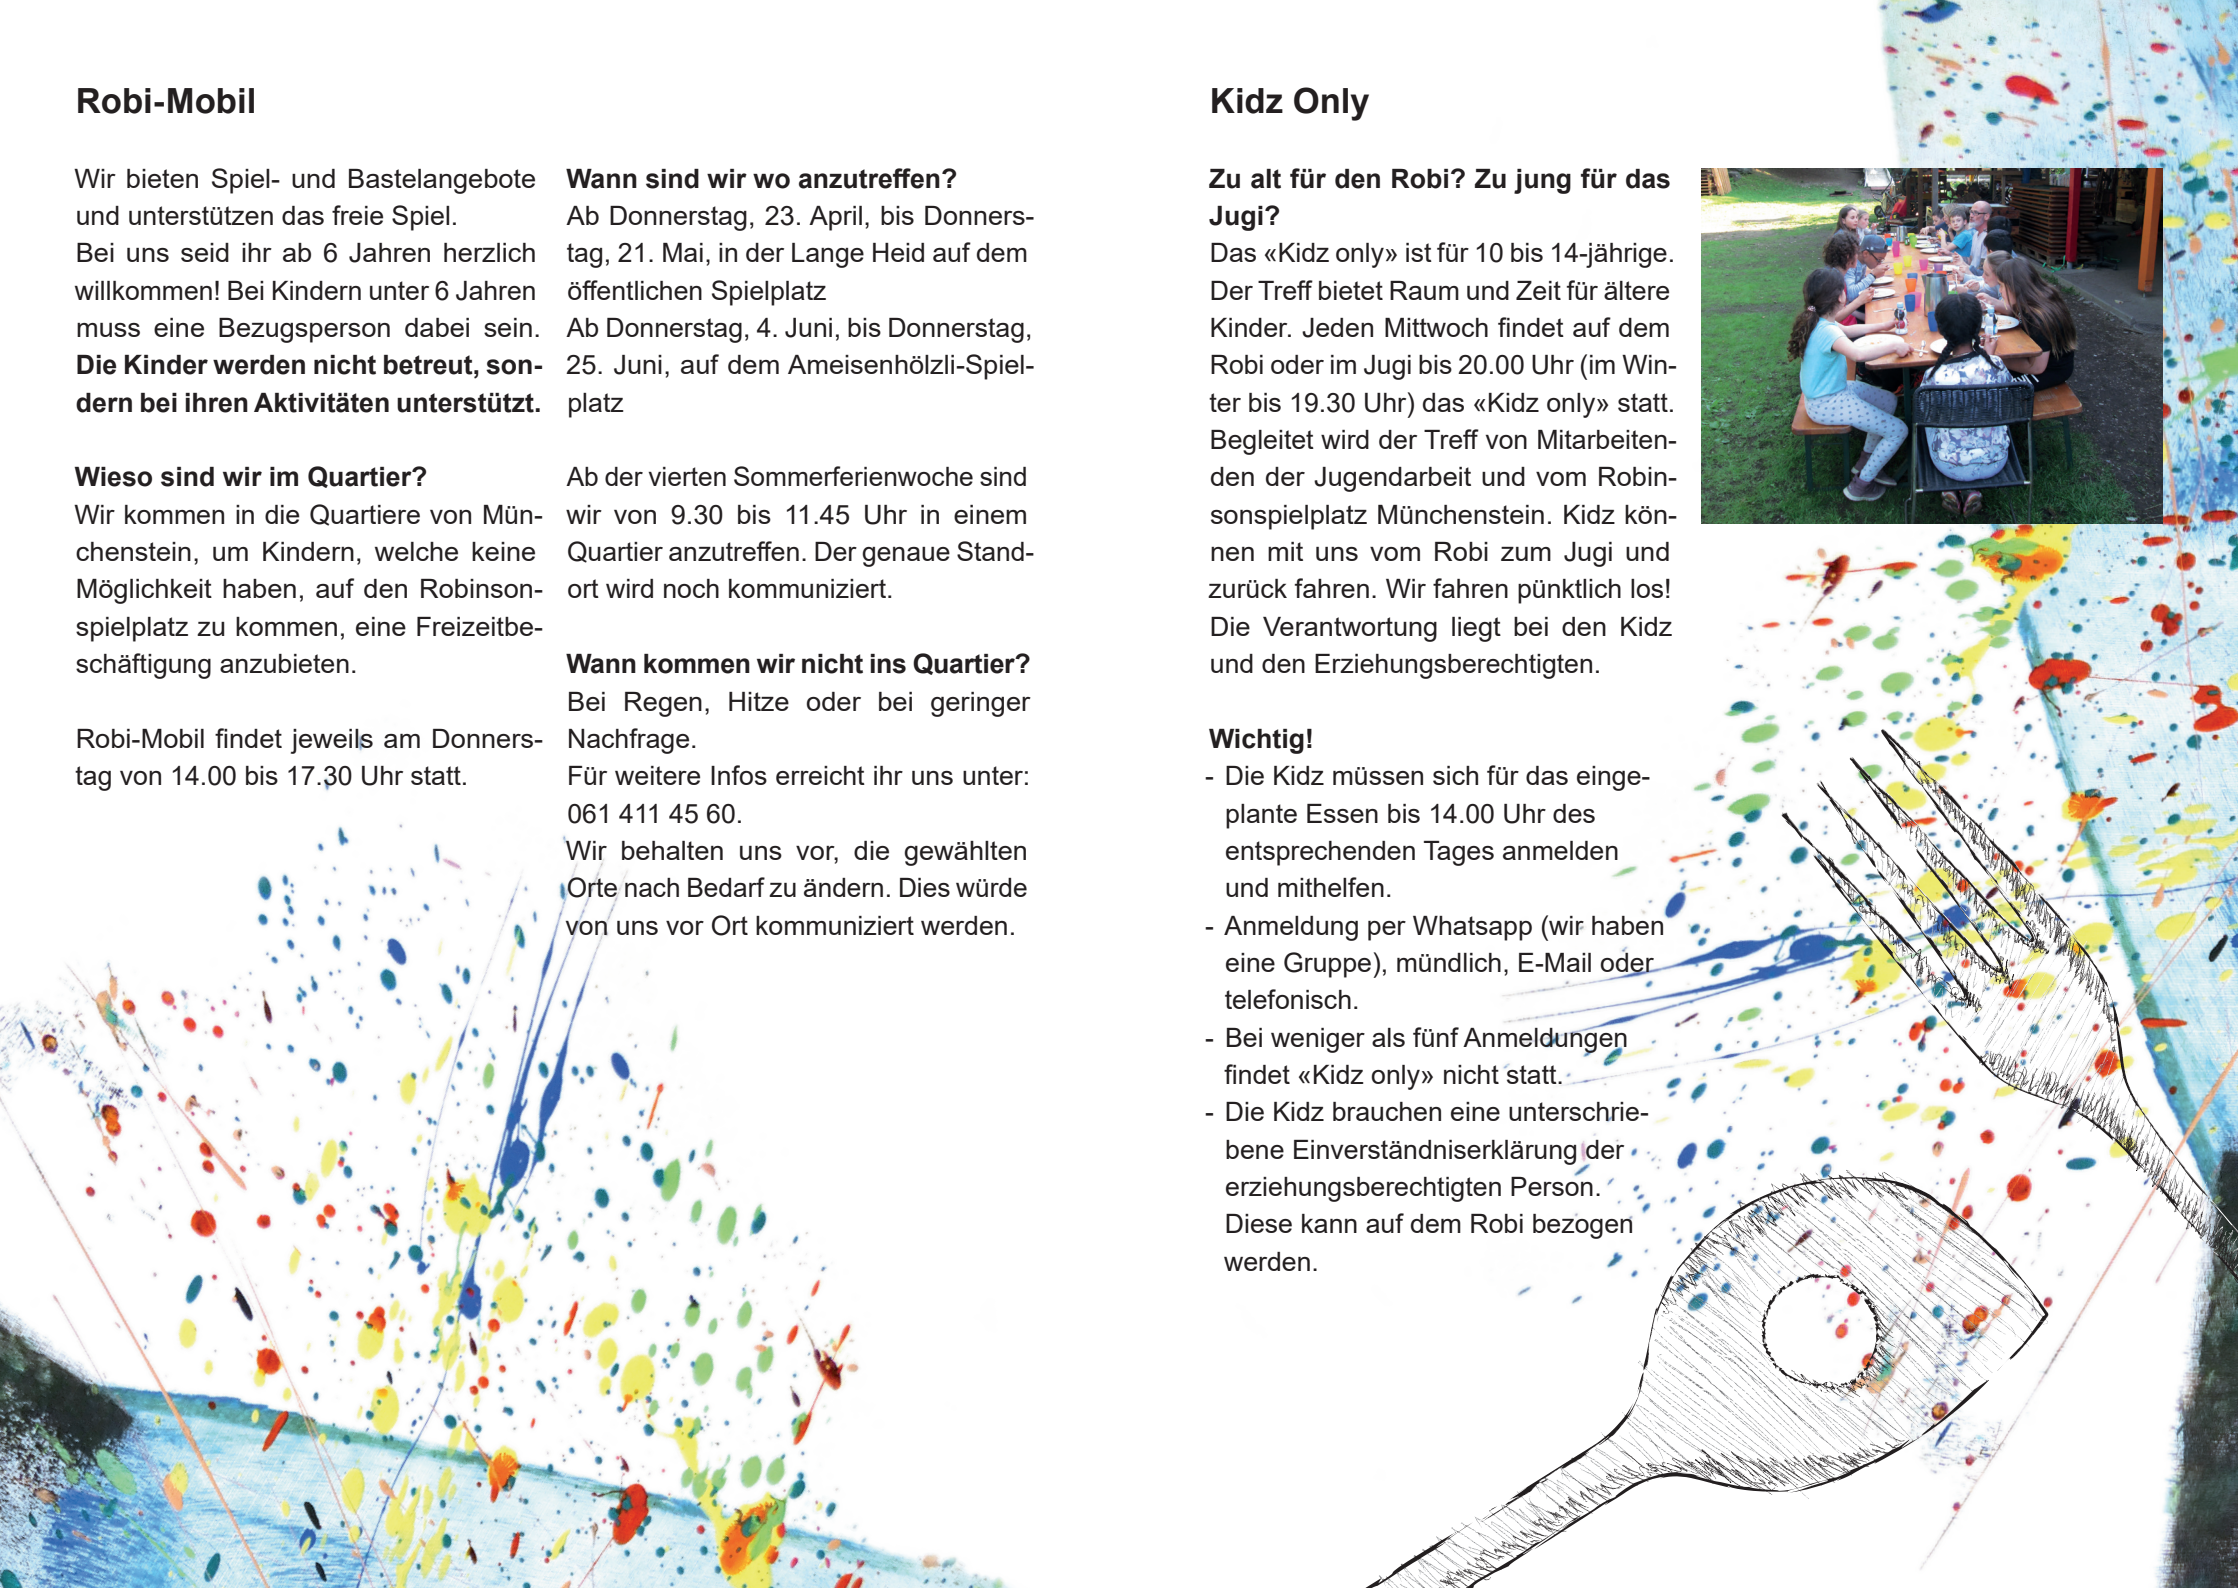 Robi-Mobil
Wir bieten Spiel- und Bastelangebote
und unterstützen das freie Spiel.
Bei uns seid ihr ab 6 Jahren herzlich
willkommen! Bei Kindern unter 6 Jahren
muss eine Bezugsperson dabei sein.
Die Kinder werden nicht betreut, son-
dern bei ihren Aktivitäten unterstützt.
Wieso sind wir im Quartier?
Wir kommen in die Quartiere von Mün-
chenstein, um Kindern, welche keine
Möglichkeit haben, auf den Robinson-
spielplatz zu kommen, eine Freizeitbe-
schäftigung anzubieten.
Robi-Mobil findet jeweils am Donners-
tag von 14.00 bis 17.30 Uhr statt.
Wann sind wir wo anzutreffen?
Ab Donnerstag, 23. April, bis Donners-
tag, 21. Mai, in der Lange Heid auf dem
öffentlichen Spielplatz
Ab Donnerstag, 4. Juni, bis Donnerstag,
25. Juni, auf dem Ameisenhölzli-Spiel-
platz
Ab der vierten Sommerferienwoche sind
wir von 9.30 bis 11.45 Uhr in einem
Quartier anzutreffen. Der genaue Stand-
ort wird noch kommuniziert.
Wann kommen wir nicht ins Quartier?
Bei Regen, Hitze oder bei geringer
Nachfrage.
Für weitere Infos erreicht ihr uns unter:
061 411 45 60.
Wir behalten uns vor, die gewählten
Orte nach Bedarf zu ändern. Dies würde
von uns vor Ort kommuniziert werden.
Kidz Only
Zu alt für den Robi? Zu jung für das
Jugi?
Das «Kidz only» ist für 10 bis 14-jährige.
Der Treff bietet Raum und Zeit für ältere
Kinder. Jeden Mittwoch findet auf dem
Robi oder im Jugi bis 20.00 Uhr (im Win-
ter bis 19.30 Uhr) das «Kidz only» statt.
Begleitet wird der Treff von Mitarbeiten-
den der Jugendarbeit und vom Robin-
sonspielplatz Münchenstein. Kidz kön-
nen mit uns vom Robi zum Jugi und
zurück fahren. Wir fahren pünktlich los!
Die Verantwortung liegt bei den Kidz
und den Erziehungsberechtigten.
Wichtig!
- Die Kidz müssen sich für das einge-
plante Essen bis 14.00 Uhr des
entsprechenden Tages anmelden
und mithelfen.
- Anmeldung per Whatsapp (wir haben
eine Gruppe), mündlich, E-Mail oder
telefonisch.
- Bei weniger als fünf Anmeldungen
findet «Kidz only» nicht statt.
- Die Kidz brauchen eine unterschrie-
bene Einverständniserklärung der
erziehungsberechtigten Person.
Diese kann auf dem Robi bezogen
werden.